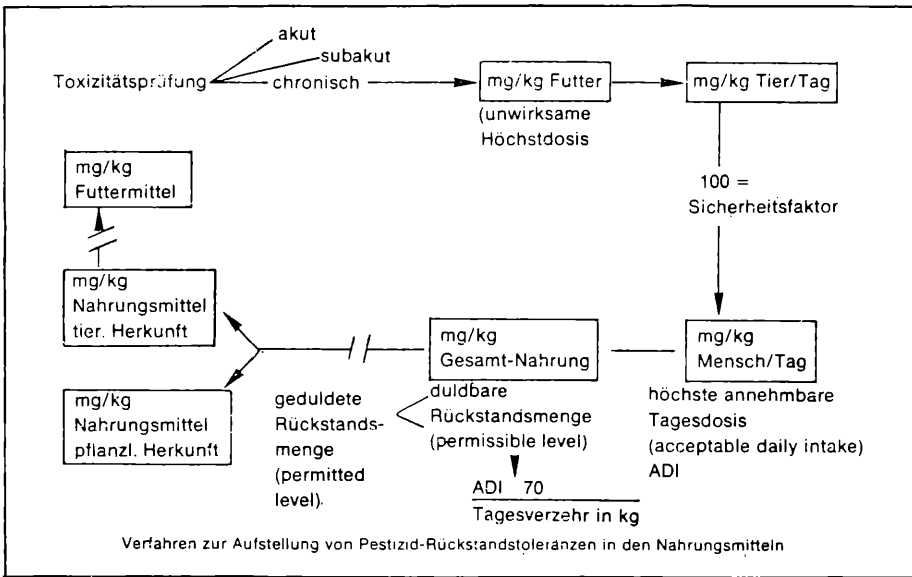 akut
subakut
Toxizitätsprüfung
chronisch
mg/kg Futter
mg/kg Tier/Tag
(unwirksame
Höchstdosis
100 =
Sicherheitsfaktor
mg/kg
Futtermittel
mg/kg
Nahrungsmittel
tier. Herkunft
mg/kg
Nahrungsmittel
pflanzl. Herkunft
geduldete
Rückstands-
menge
(permitted
level).
mg/kg
Gesamt-Nahrung
duldbare
Rückstandsmenge
(permissible level)
ADI 70
Tagesverzehr in kg
mg/kg
Mensch/Tag
höchste annehmbare
Tagesdosis
(acceptable daily intake)
ADI
Verfahren zur Aufstellung von Pestizid-Rückstandstoleranzen in den Nahrungsmitteln